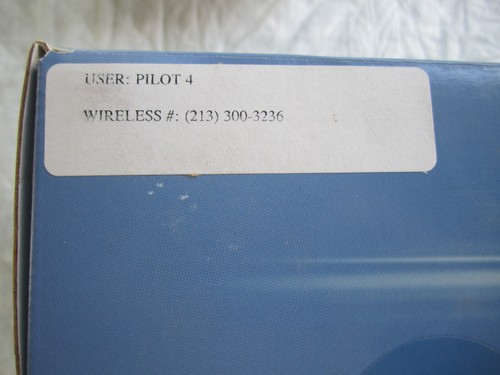 USER: PILOT 4
WIRELESS #: (213) 300-3236